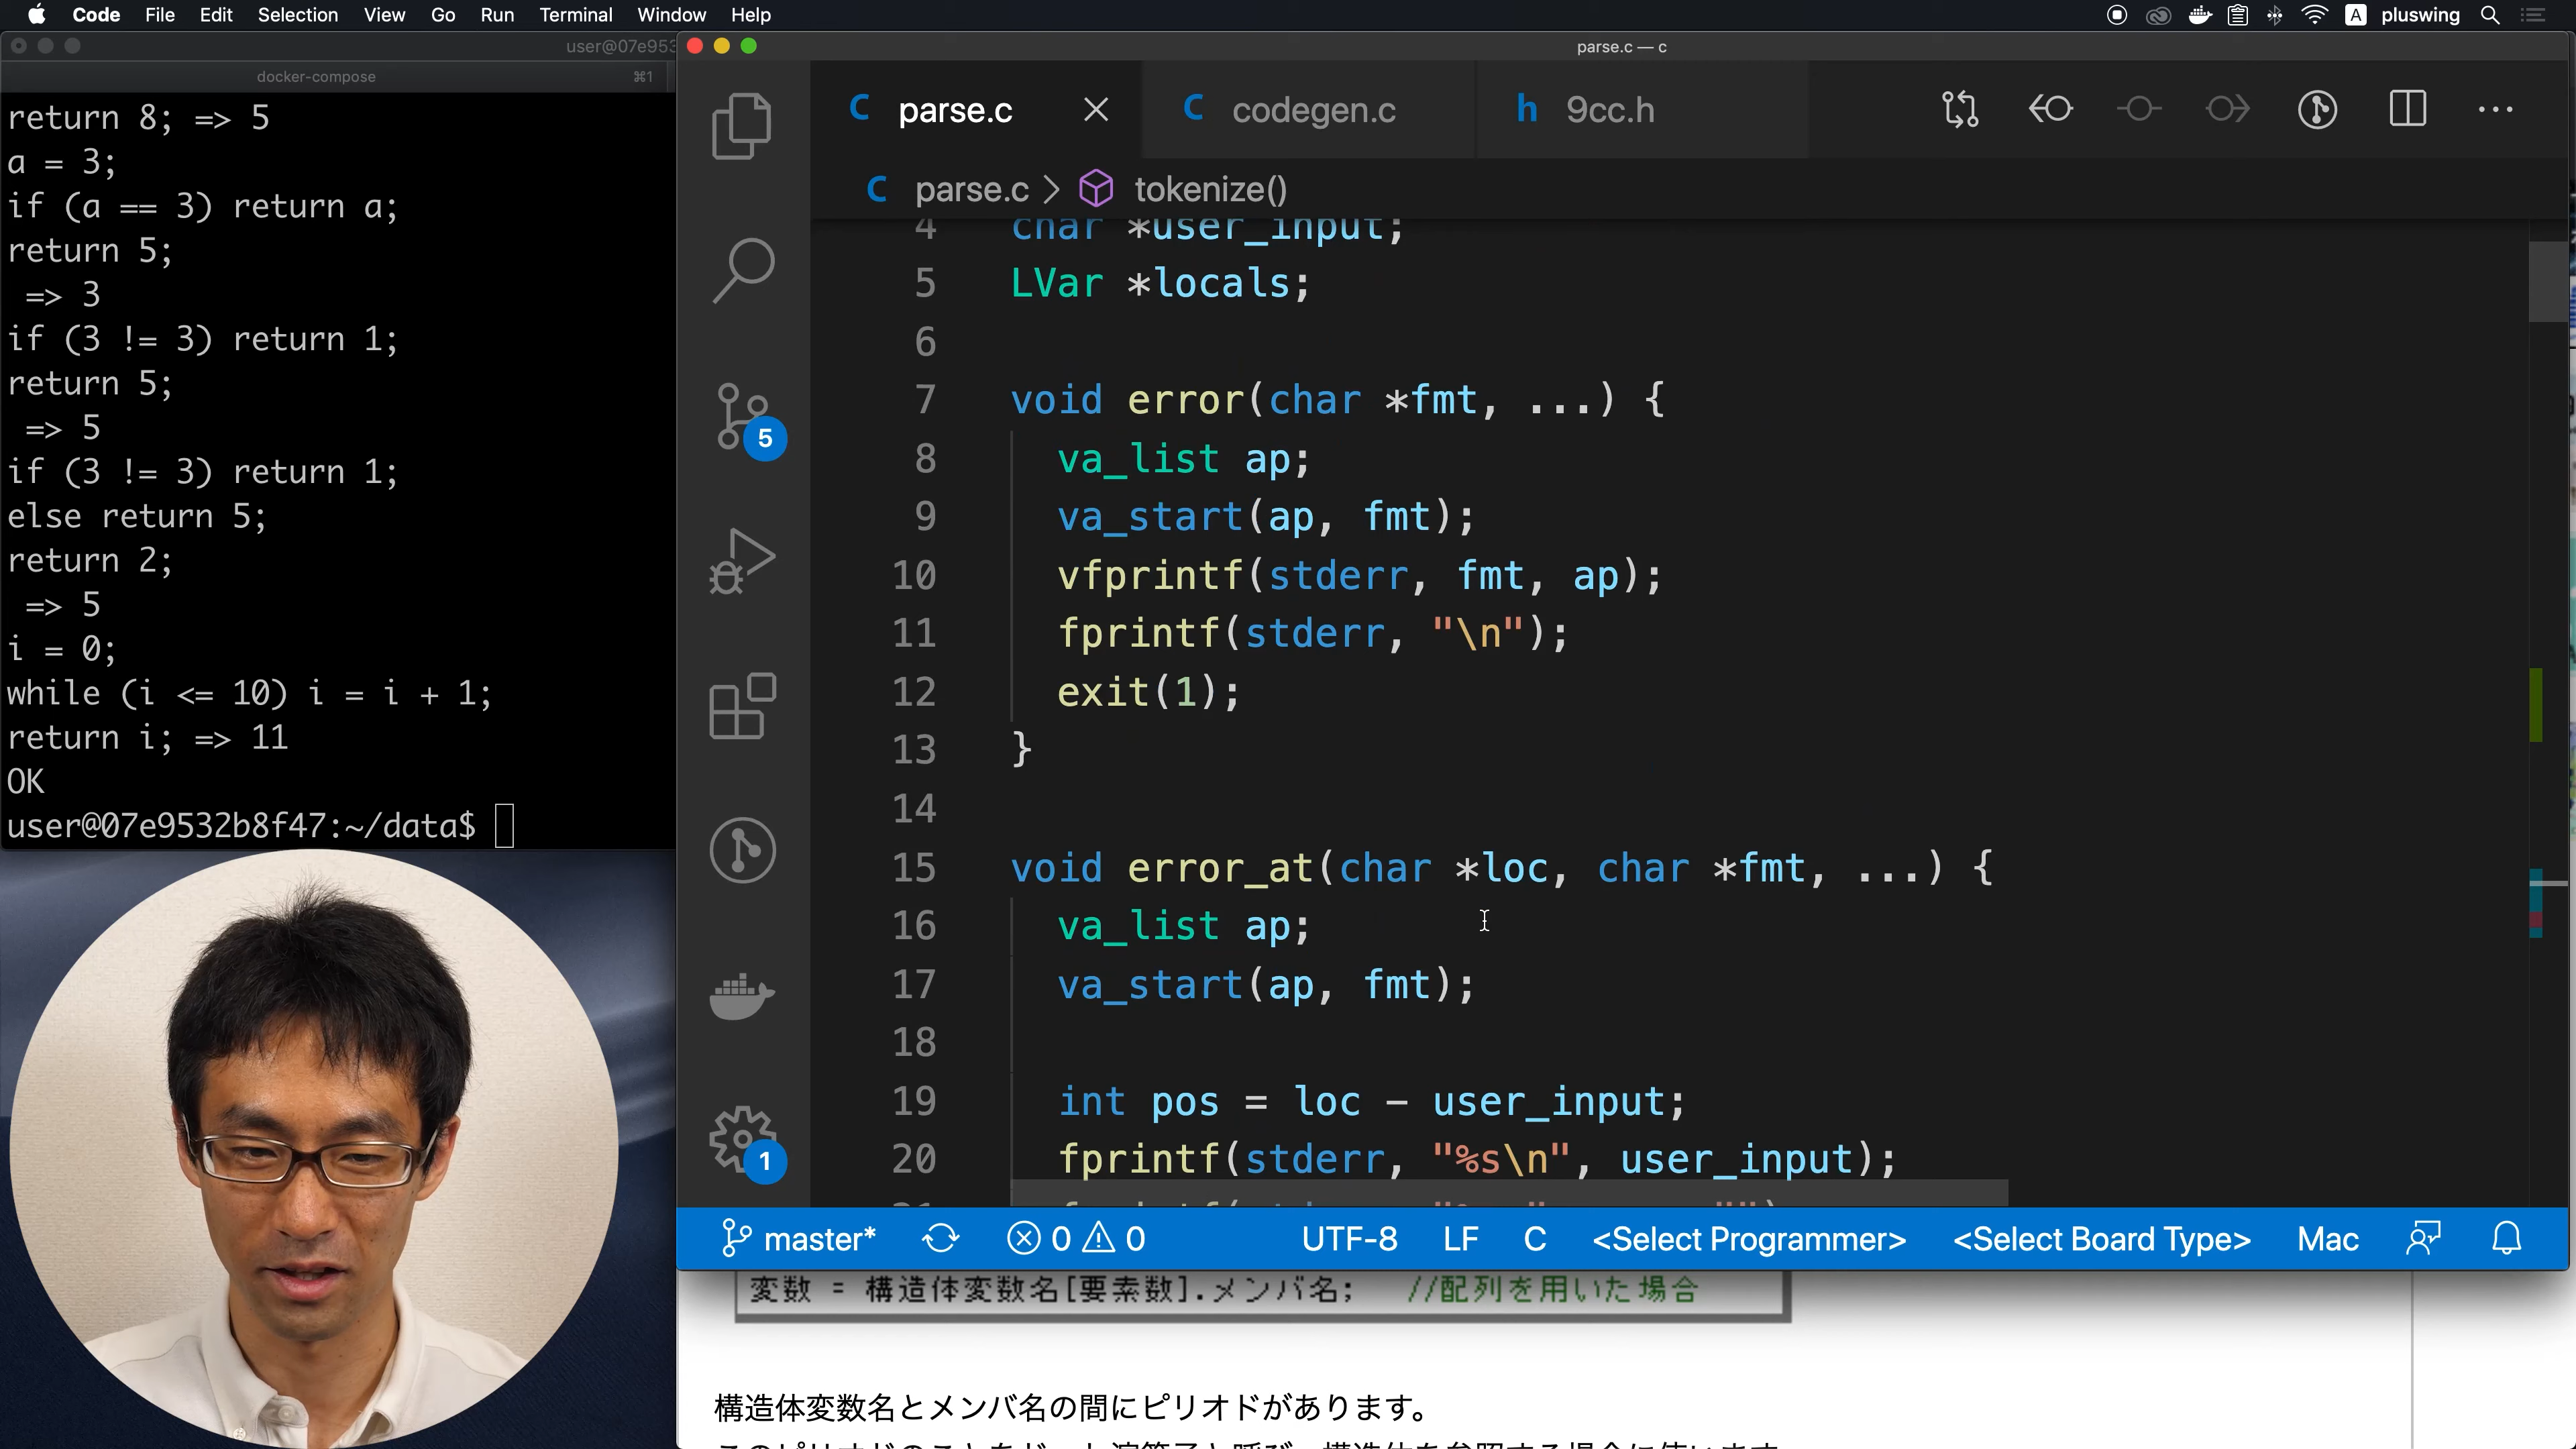 Code File Edit Selection View Go Run Terminal Window Help
A pluswing
user@07e953
docker-compose ⌘1
return 8; => 5
a = 3;
if (a == 3) return a;
return 5;
=> 3
if (3 != 3) return 1;
return 5;
=> 5
if (3 != 3) return 1;
else return 5;
return 2;
=> 5
i = 0;
while (i <= 10) i = i + 1;
return i; => 11
OK
user@07e9532b8f47:~/data$
parse.c — c
C parse.c C codegen.c h 9cc.h
C parse.c > tokenize()
5
1
4 char *user_input;
5 LVar *locals;
6
7 void error(char *fmt, ...) {
8 va_list ap;
9 va_start(ap, fmt);
10 vfprintf(stderr, fmt, ap);
11 fprintf(stderr, "\n");
12 exit(1);
13 }
14
15 void error_at(char *loc, char *fmt, ...) {
16 va_list ap;
17 va_start(ap, fmt);
18
19 int pos = loc - user_input;
20 fprintf(stderr, "%s\n", user_input);
master* 0 0 UTF-8 LF C <Select Programmer> <Select Board Type> Mac
変数 = 構造体変数名[要素数].メンバ名; //配列を用いた場合
構造体変数名とメンバ名の間にピリオドがあります。